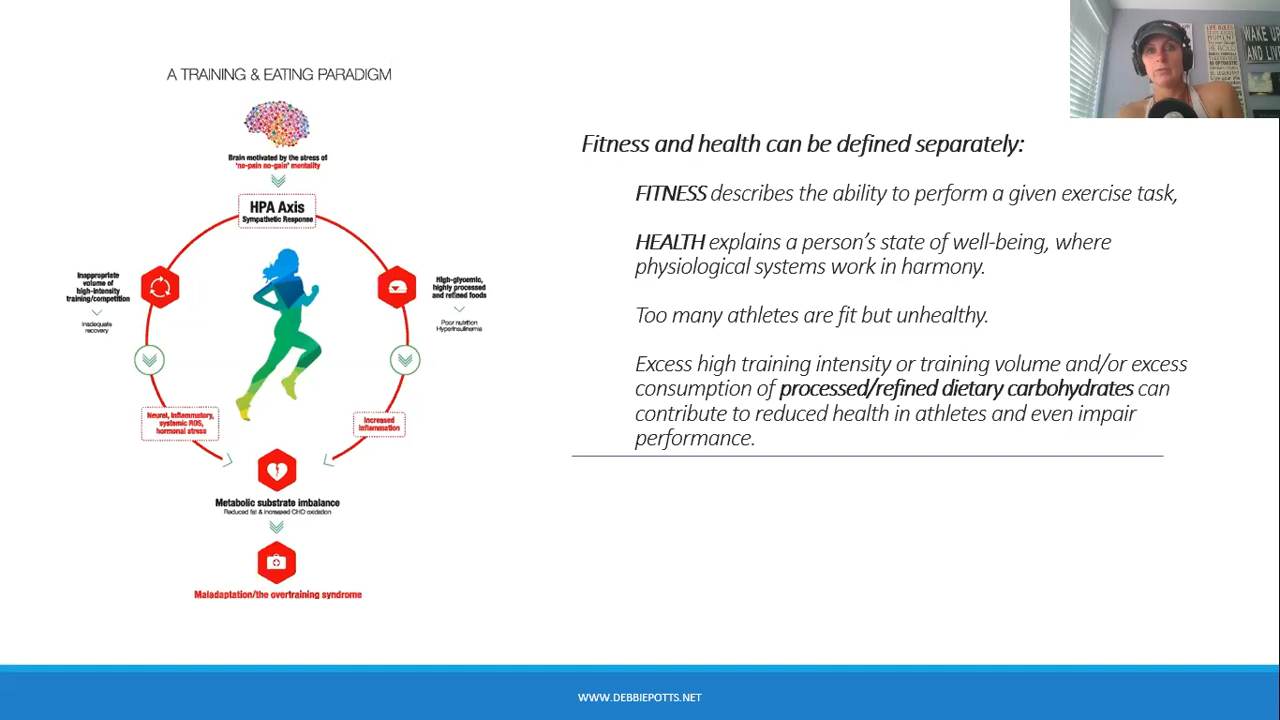 A TRAINING & EATING PARADIGM
Brain motivated by the stress of
'no-pain no-gain' mentality
HPA Axis
Sympathetic Response
Inappropriate
volume of
high-intensity
training/competition
Inadequate
recovery
High-glycemic,
highly processed
and refined foods
Poor nutrition
Hyperinsulinemia
Neural, inflammatory,
systemic ROS,
hormonal stress
Increased
inflammation
Metabolic substrate imbalance
Reduced fat & increased CHO oxidation
Maladaptation/the overtraining syndrome
Fitness and health can be defined separately:
FITNESS describes the ability to perform a given exercise task,
HEALTH explains a person's state of well-being, where
physiological systems work in harmony.
Too many athletes are fit but unhealthy.
Excess high training intensity or training volume and/or excess
consumption of processed/refined dietary carbohydrates can
contribute to reduced health in athletes and even impair
performance.
LIFE RULES
WAKE UP
AND LIVE
WWW.DEBBIEPOTTS.NET